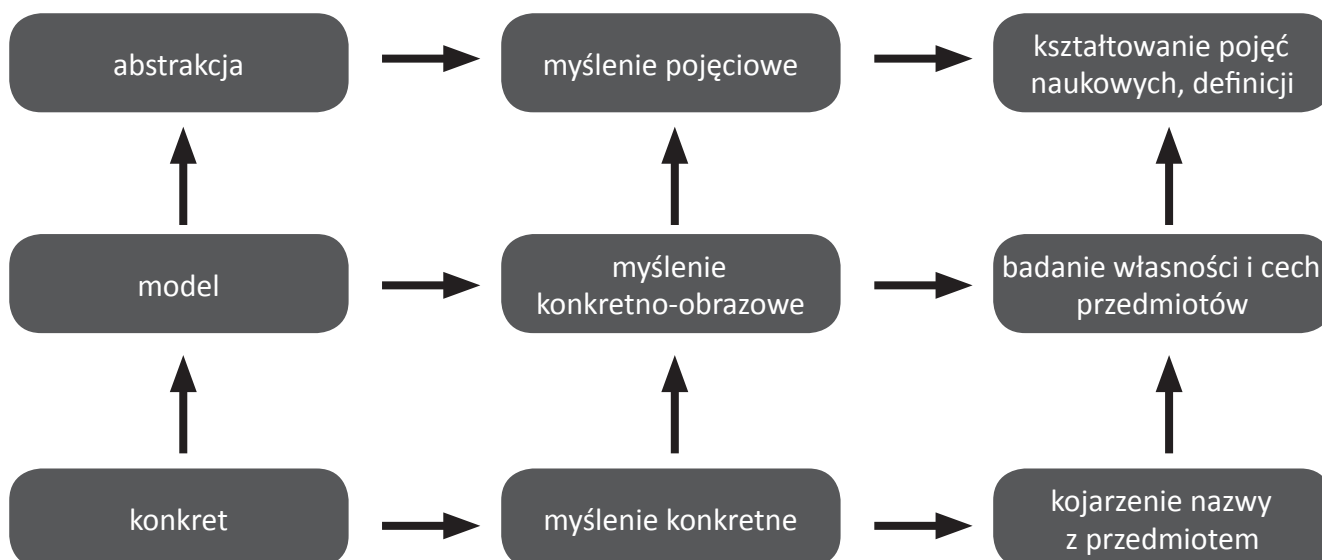 abstrakcja
myślenie pojęciowe
kształtowanie pojęć
naukowych, definicji
model
myślenie
konkretno-obrazowe
badanie własności i cech
przedmiotów
konkret
myślenie konkretne
kojarzenie nazwy
z przedmiotem